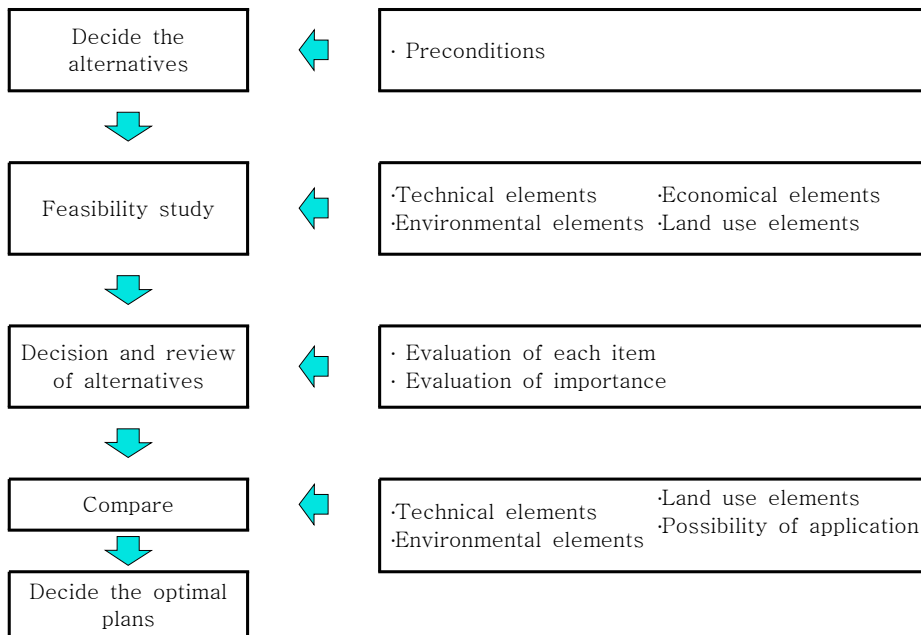 Decide the
alternatives
· Preconditions
Feasibility study
·Technical elements ·Economical elements
·Environmental elements ·Land use elements
Decision and review
of alternatives
· Evaluation of each item
· Evaluation of importance
Compare
·Technical elements
·Environmental elements
·Land use elements
·Possibility of application
Decide the optimal
plans